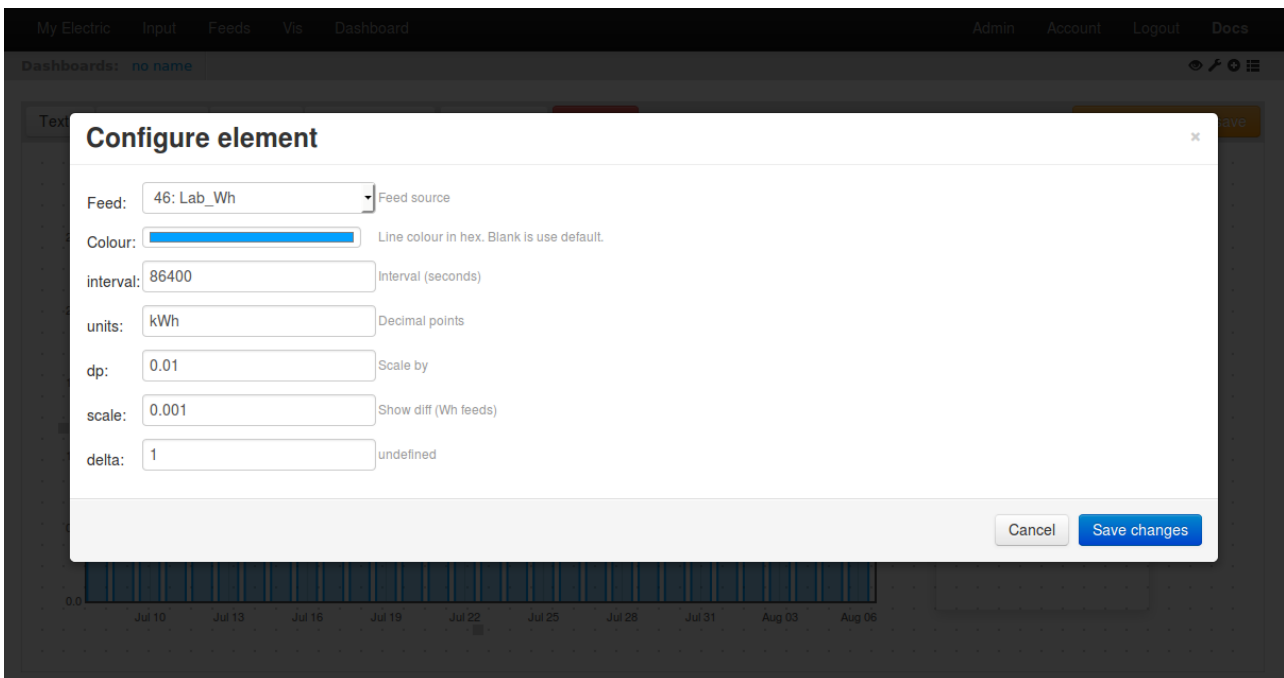 My Electric Input Feeds Vis Dashboard Admin Account Logout Docs
Dashboards: no name
Text
Configure element ×
Feed: 46: Lab_Wh Feed source
Colour: Line colour in hex. Blank is use default.
interval: 86400 Interval (seconds)
units: kWh Decimal points
dp: 0.01 Scale by
scale: 0.001 Show diff (Wh feeds)
delta: 1 undefined
Cancel Save changes
0.0
Jul 10 Jul 13 Jul 16 Jul 19 Jul 22 Jul 25 Jul 28 Jul 31 Aug 03 Aug 06